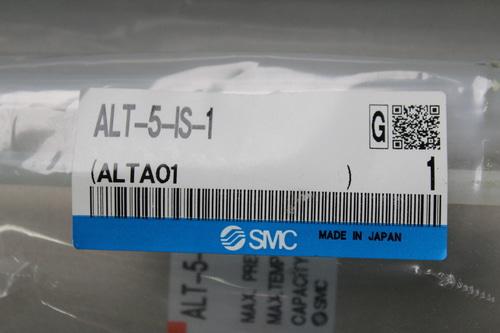 ALT-5-IS-1
G
(ALTA01 )
1
SMC
MADE IN JAPAN
ALT-5-
MAX. PRE
MAX.TEMP
CAPACITY
SMC